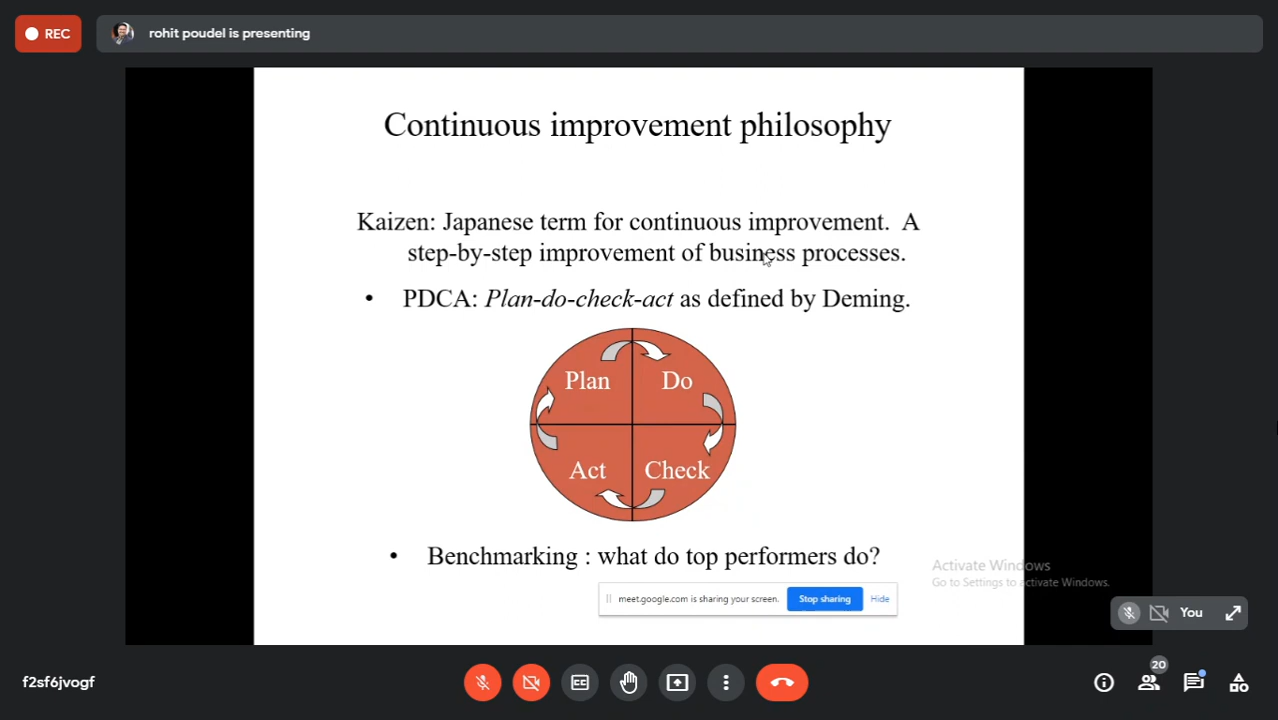 REC
rohit poudel is presenting
Continuous improvement philosophy
Kaizen: Japanese term for continuous improvement. A
step-by-step improvement of business processes.
• PDCA: Plan-do-check-act as defined by Deming.
Plan Do
Act Check
• Benchmarking : what do top performers do?
Activate Windows
Go to Settings to activate Windows.
meet.google.com is sharing your screen. Stop sharing Hide
You
f2sf6jvogf
CC
20